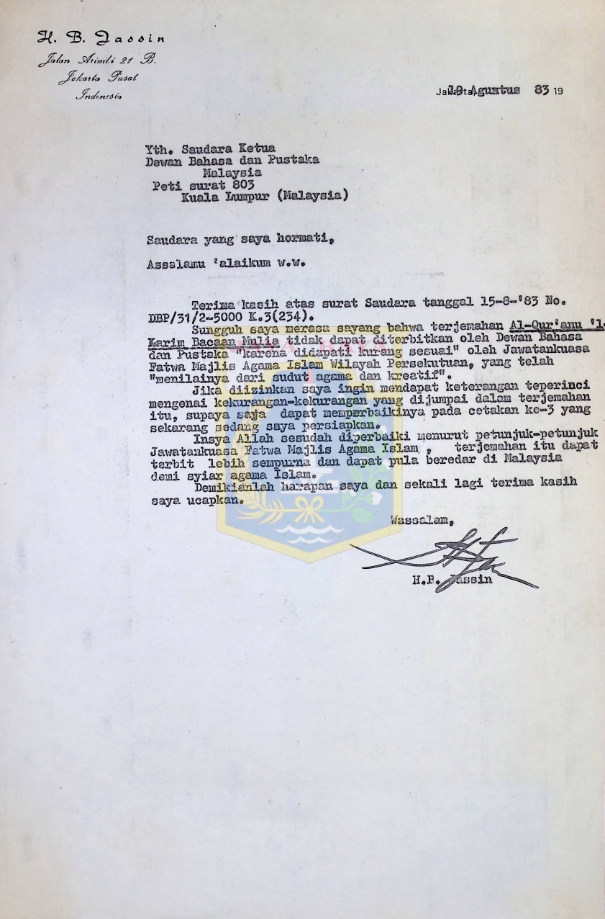 H. B. Jassin
Jalan Arimbi 21 B.
Jakarta Pusat
Indonesia
Jakarta, 19 Agustus 83 19
Yth. Saudara Ketua
Dewan Bahasa dan Pustaka
Malaysia
Peti surat 803
Kuala Lumpur (Malaysia)
Saudara yang saya hormati,
Assalamu 'alaikum w.w.
Terima kasih atas surat Saudara tanggal 15-8-'83 No.
DBP/31/2-5000 K.3(234).
Sungguh saya merasa sayang bahwa terjemahan Al-Qur'anu 'l-
Karim Bacaan Mulia tidak dapat diterbitkan oleh Dewan Bahasa
dan Pustaka "karena didapati kurang sesuai" oleh Jawatankuasa
Fatwa Majlis Agama Islam Wilayah Persekutuan, yang telah
"menilainya dari sudut agama dan kreatif".
Jika diizinkan saya ingin mendapat keterangan teperinci
mengenai kekurangan-kekurangan yang dijumpai dalam terjemahan
itu, supaya saja dapat memperbaikinya pada cetakan ke-3 yang
sekarang sedang saya persiapkan.
Insya Allah sesudah diperbaiki menurut petunjuk-petunjuk
Jawatankuasa Fatwa Majlis Agama Islam , terjemahan itu dapat
terbit lebih sempurna dan dapat pula beredar di Malaysia
demi syiar agama Islam.
Demikianlah harapan saya dan sekali lagi terima kasih
saya ucapkan.
Wassalam,
H.B. Jassin